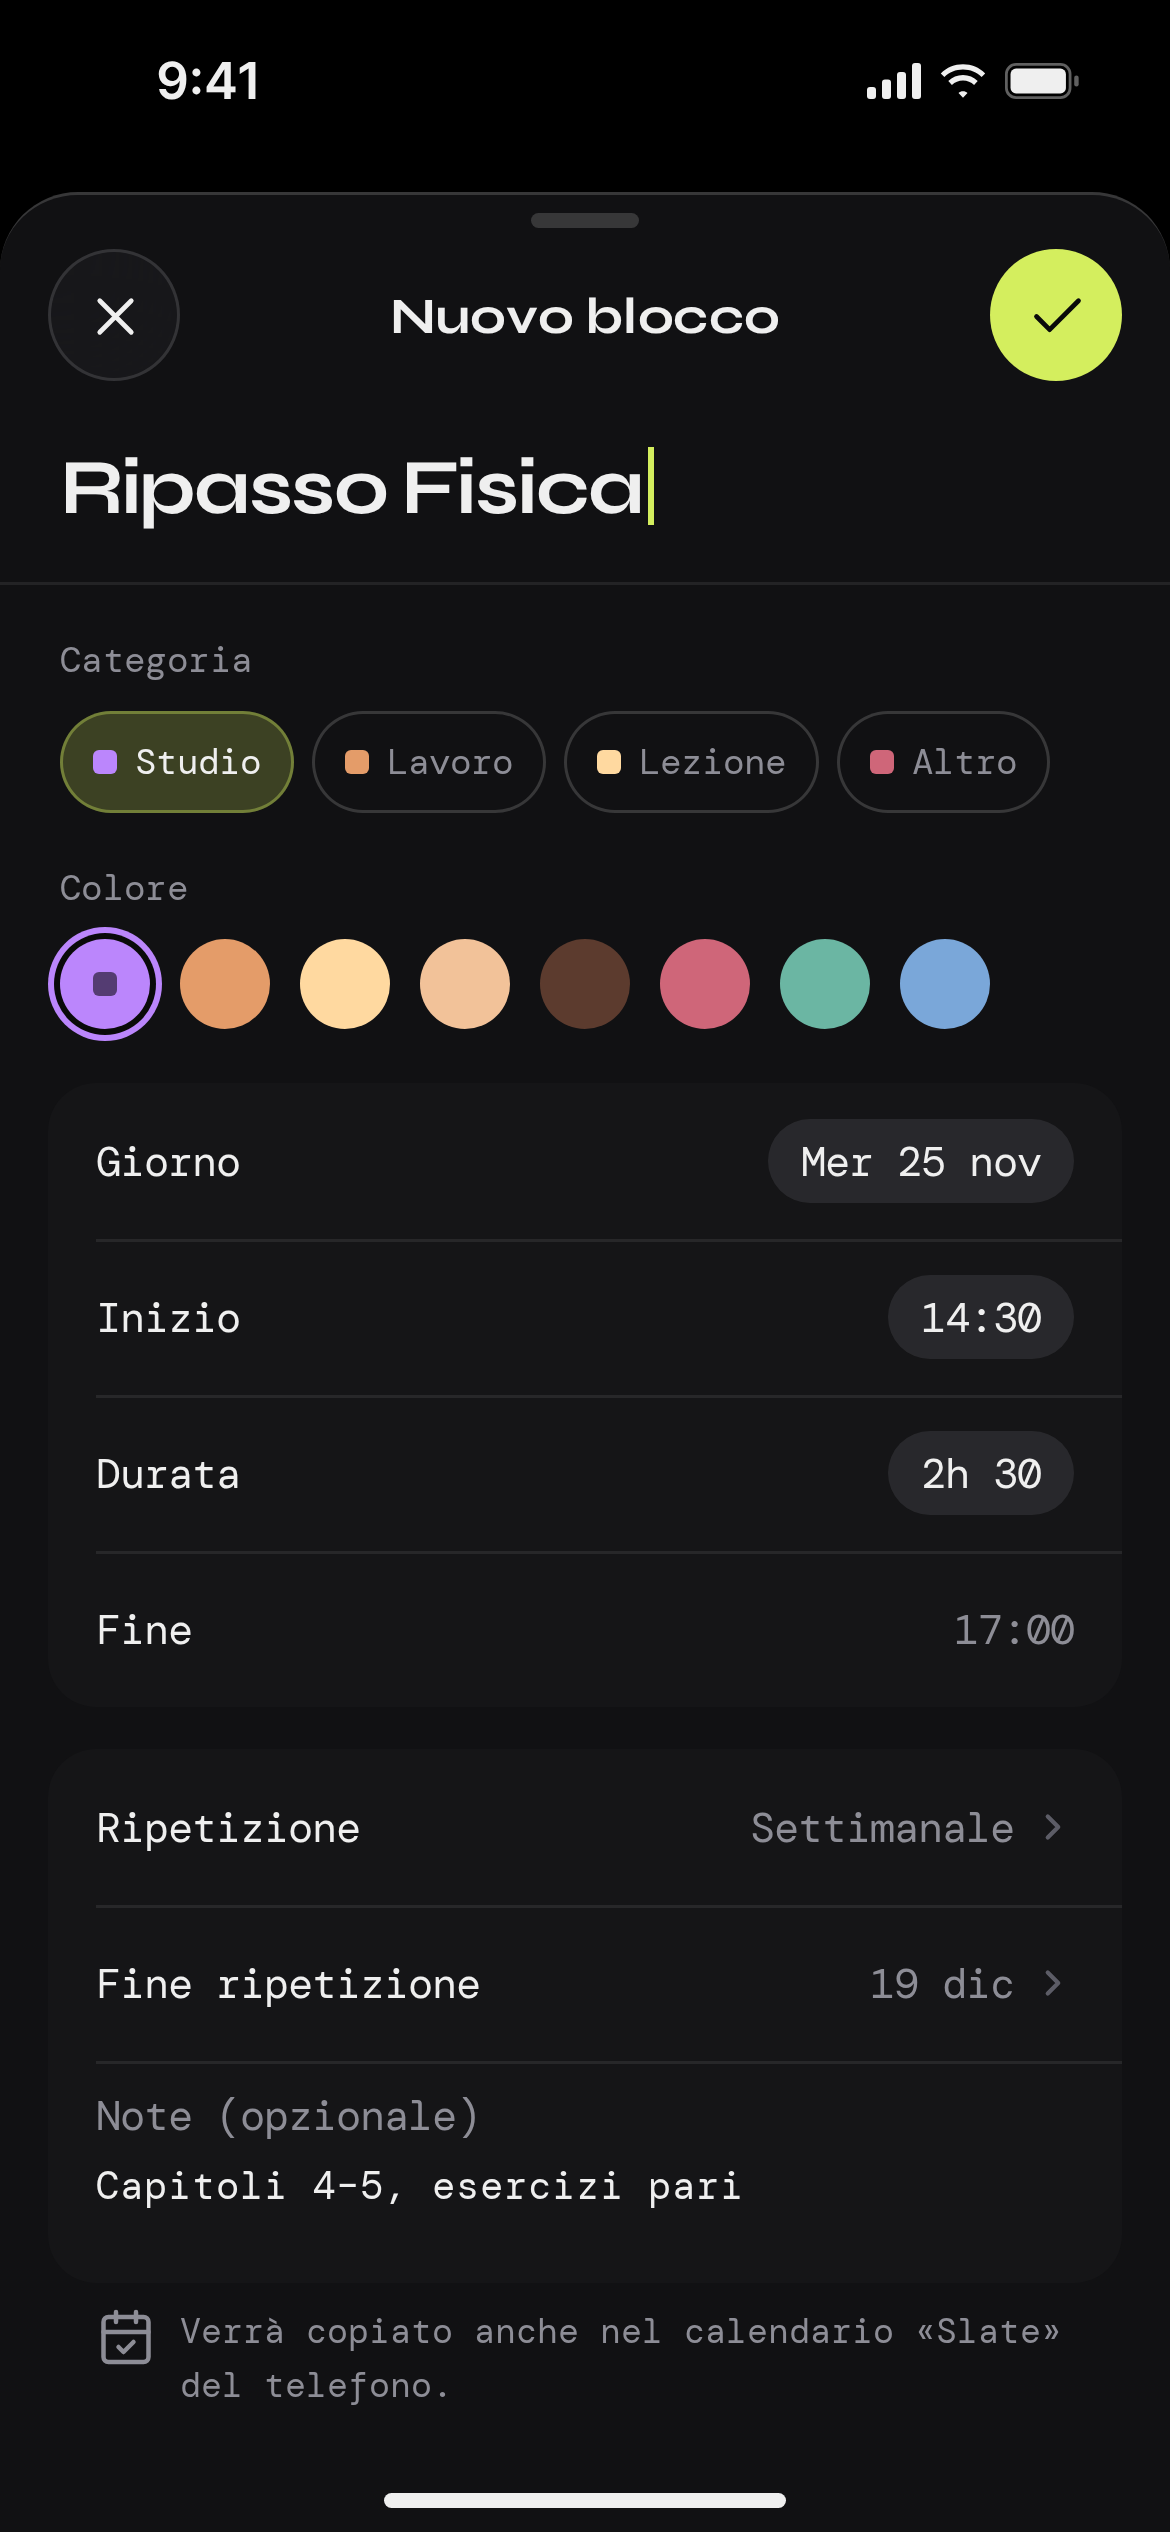 9:41
Nuovo blocco
Ripasso Fisica
Categoria
Studio Lavoro Lezione Altro
Colore
Giorno Mer 25 nov
Inizio 14:30
Durata 2h 30
Fine 17:00
Ripetizione Settimanale
Fine ripetizione 19 dic
Note (opzionale)
Capitoli 4–5, esercizi pari
Verrà copiato anche nel calendario «Slate»
del telefono.